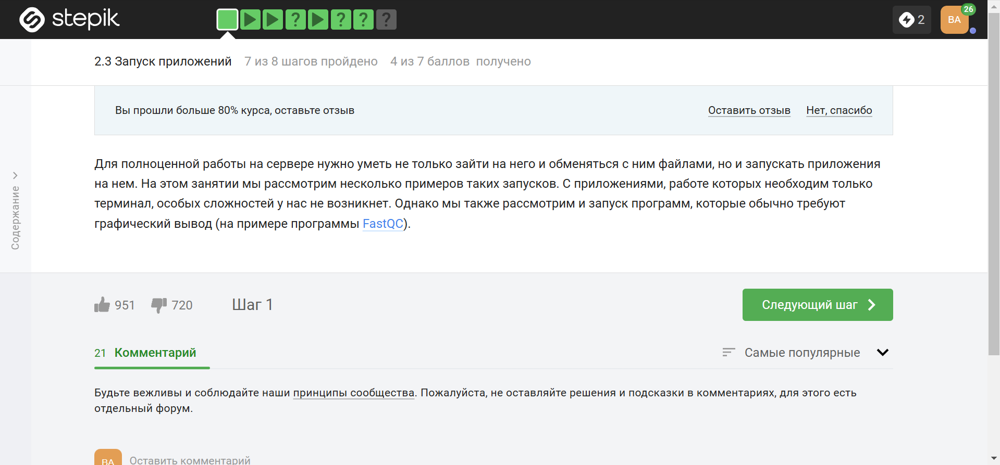 stepik
?
?
?
?
2
BA
26
2.3 Запуск приложений 7 из 8 шагов пройдено 4 из 7 баллов получено
Вы прошли больше 80% курса, оставьте отзыв
Оставить отзыв Нет, спасибо
Содержание
Для полноценной работы на сервере нужно уметь не только зайти на него и обменяться с ним файлами, но и запускать приложения
на нем. На этом занятии мы рассмотрим несколько примеров таких запусков. С приложениями, работе которых необходим только
терминал, особых сложностей у нас не возникнет. Однако мы также рассмотрим и запуск программ, которые обычно требуют
графический вывод (на примере программы FastQC).
951 720 Шаг 1
Следующий шаг
21 Комментарий
Самые популярные
Будьте вежливы и соблюдайте наши принципы сообщества. Пожалуйста, не оставляйте решения и подсказки в комментариях, для этого есть
отдельный форум.
BA Оставить комментарий